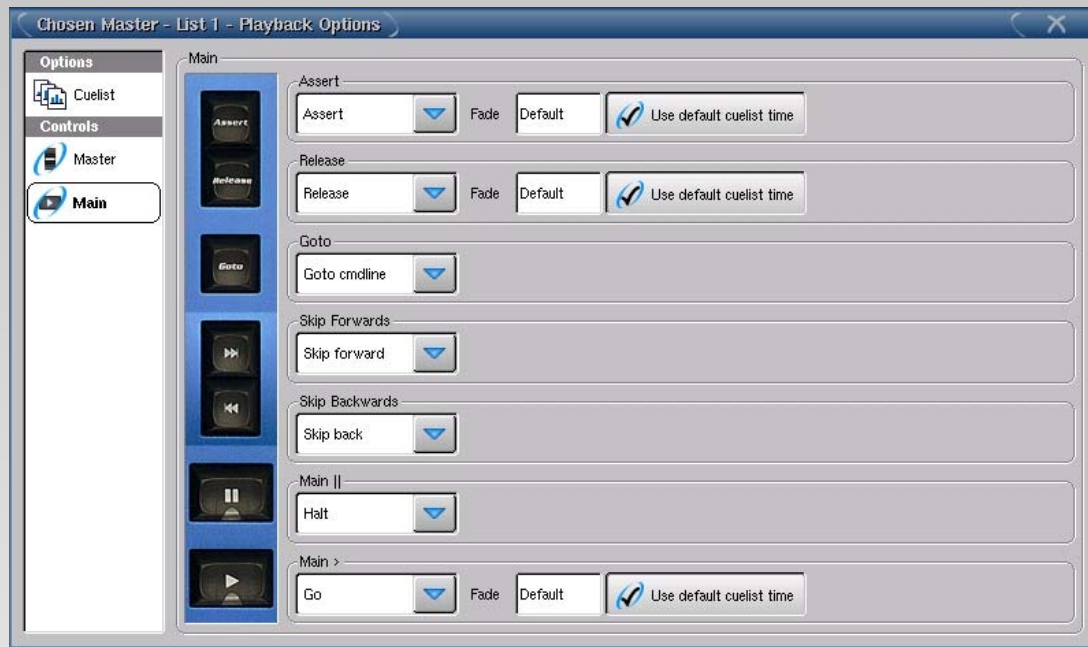 Chosen Master - List 1 - Playback Options
Options
Cuelist
Controls
Master
Main
Main
Assert
Release
Goto
Assert
Assert
Fade
Default
Use default cuelist time
Release
Release
Fade
Default
Use default cuelist time
Goto
Goto cmdline
Skip Forwards
Skip forward
Skip Backwards
Skip back
Main ||
Halt
Main >
Go
Fade
Default
Use default cuelist time